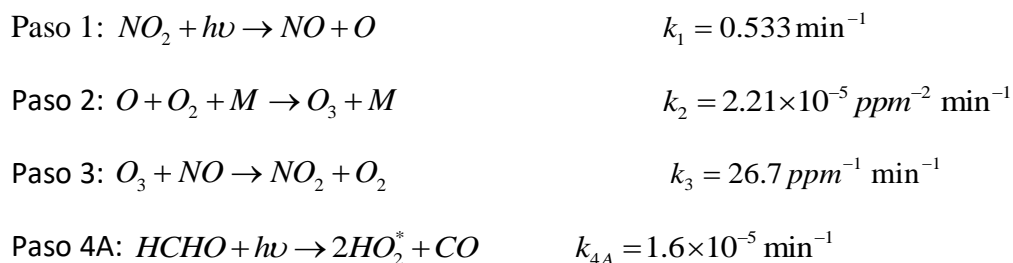 Paso 1: NO₂ + hυ → NO + O k₁ = 0.533 min⁻¹
Paso 2: O + O₂ + M → O₃ + M k₂ = 2.21×10⁻⁵ ppm⁻² min⁻¹
Paso 3: O₃ + NO → NO₂ + O₂ k₃ = 26.7 ppm⁻¹ min⁻¹
Paso 4A: HCHO + hυ → 2HO₂* + CO k₄A = 1.6×10⁻⁵ min⁻¹